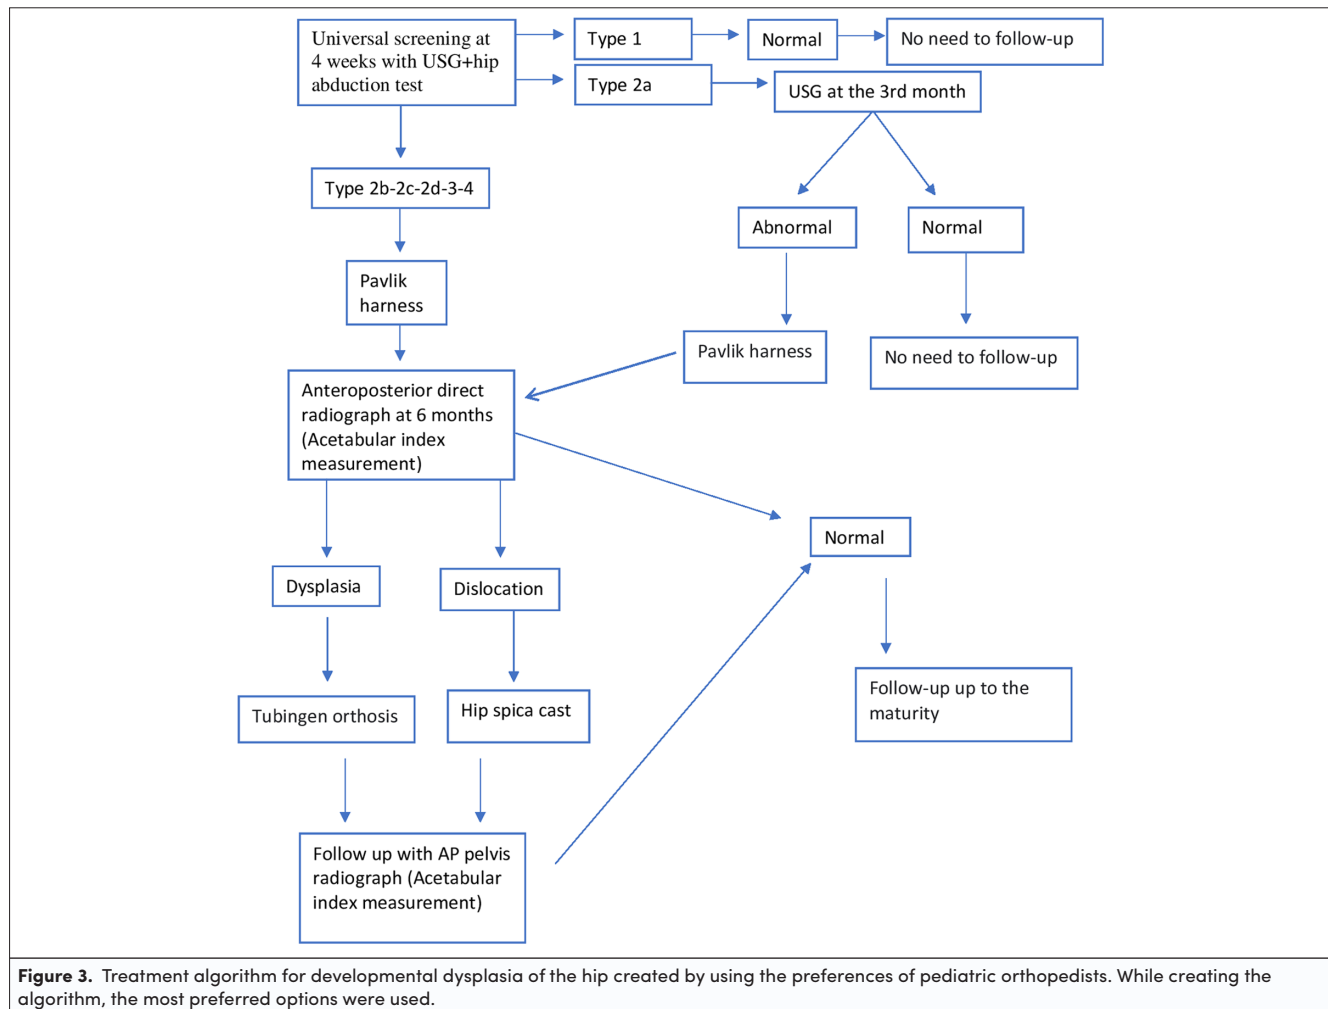 Universal screening at
4 weeks with USG+hip
abduction test
Type 1
Normal
No need to follow-up
Type 2a
USG at the 3rd month
Type 2b-2c-2d-3-4
Abnormal
Normal
Pavlik
harness
Pavlik harness
No need to follow-up
Anteroposterior direct
radiograph at 6 months
(Acetabular index
measurement)
Normal
Dysplasia
Dislocation
Tubingen orthosis
Hip spica cast
Follow-up up to the
maturity
Follow up with AP pelvis
radiograph (Acetabular
index measurement)
Figure 3. Treatment algorithm for developmental dysplasia of the hip created by using the preferences of pediatric orthopedists. While creating the
algorithm, the most preferred options were used.